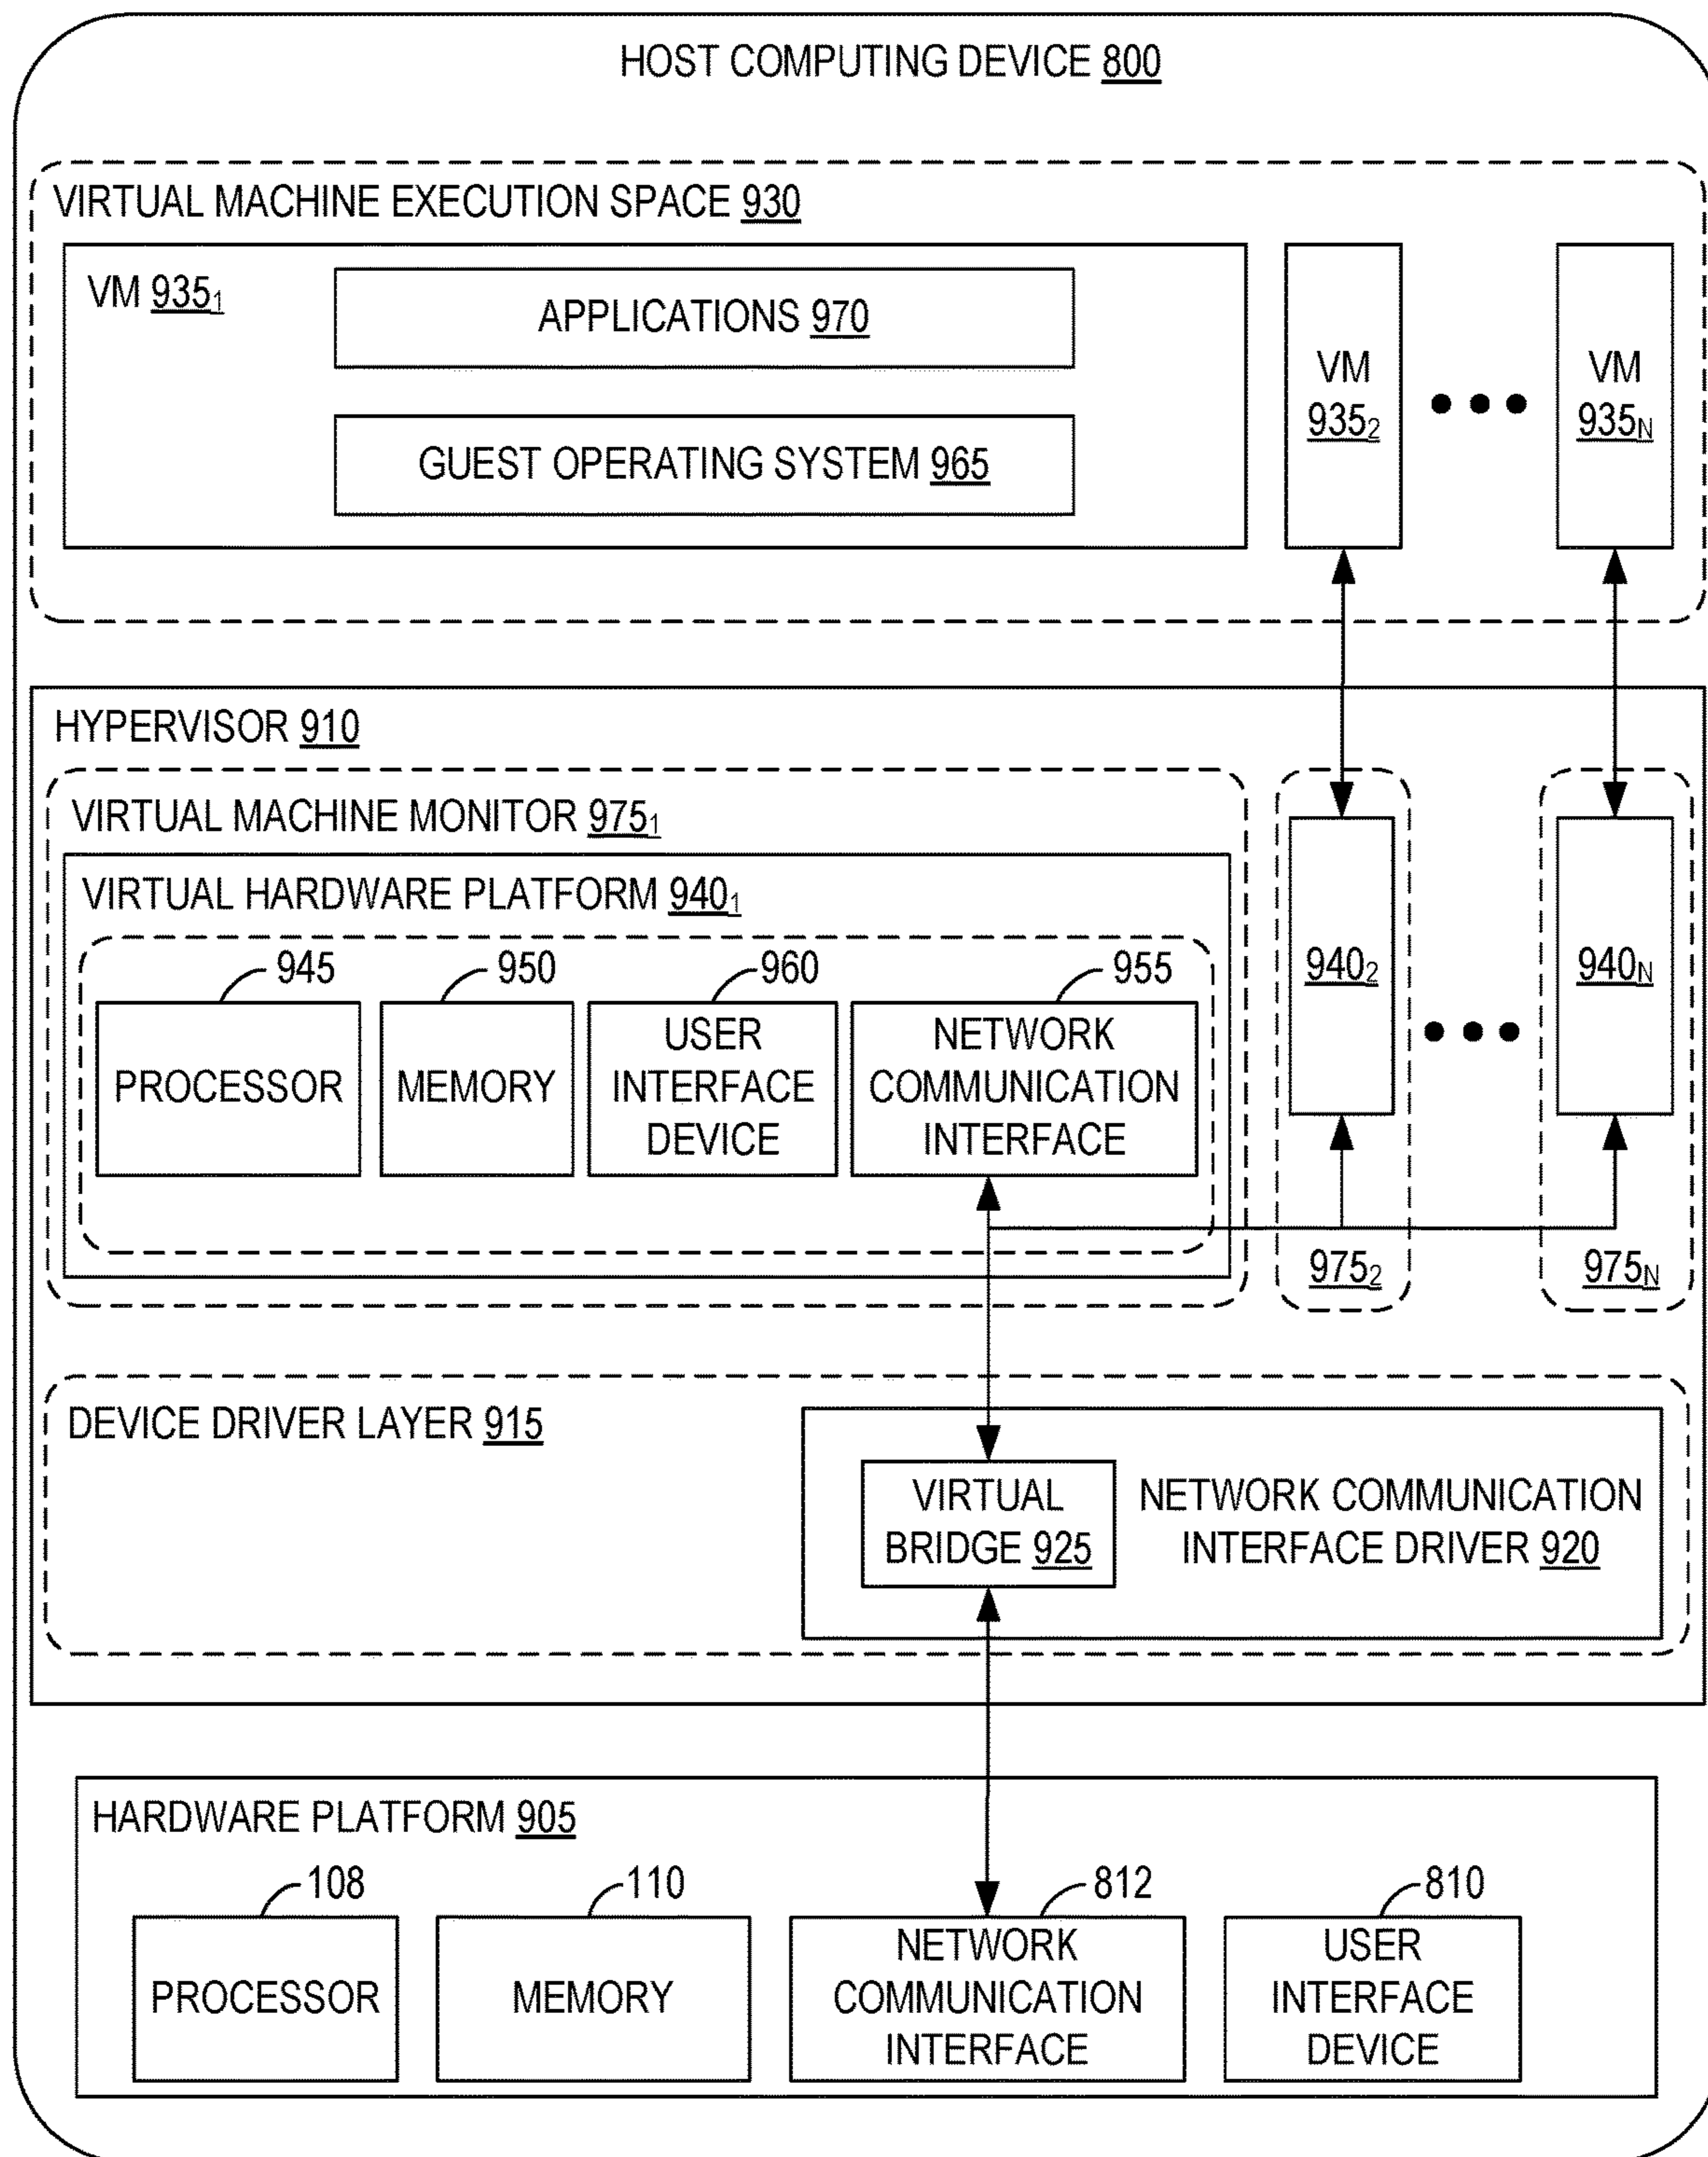 HOST COMPUTING DEVICE 800
VIRTUAL MACHINE EXECUTION SPACE 930
VM 935₁
APPLICATIONS 970
GUEST OPERATING SYSTEM 965
VM
935₂
VM
935N
HYPERVISOR 910
VIRTUAL MACHINE MONITOR 975₁
VIRTUAL HARDWARE PLATFORM 940₁
945
950
960
955
PROCESSOR
MEMORY
USER
INTERFACE
DEVICE
NETWORK
COMMUNICATION
INTERFACE
940₂
940N
975₂
975N
DEVICE DRIVER LAYER 915
VIRTUAL
BRIDGE 925
NETWORK COMMUNICATION
INTERFACE DRIVER 920
HARDWARE PLATFORM 905
108
110
812
810
PROCESSOR
MEMORY
NETWORK
COMMUNICATION
INTERFACE
USER
INTERFACE
DEVICE